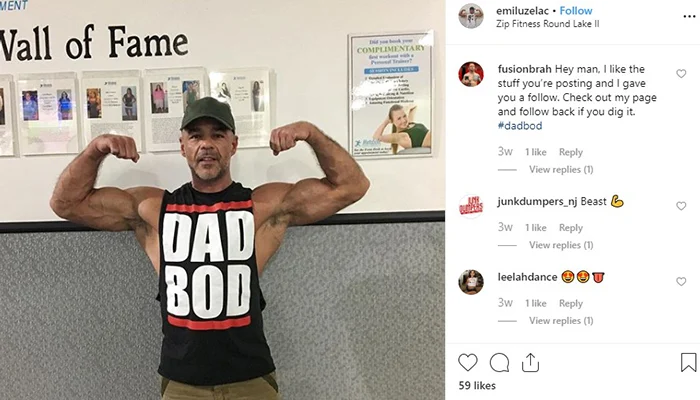 MENT
Wall of Fame
Did you book your
COMPLIMENTARY
first workout with a
Personal Trainer?
DAD
BOD
emiluzelac • Follow
Zip Fitness Round Lake II
fusionbrah Hey man, I like the
stuff you're posting and I gave
you a follow. Check out my page
and follow back if you dig it.
#dadbod
3w 1 like Reply
View replies (1)
junkdumpers_nj Beast 💪
3w 1 like Reply
View replies (1)
leelahdance 😍😍👅
3w 1 like Reply
View replies (1)
59 likes